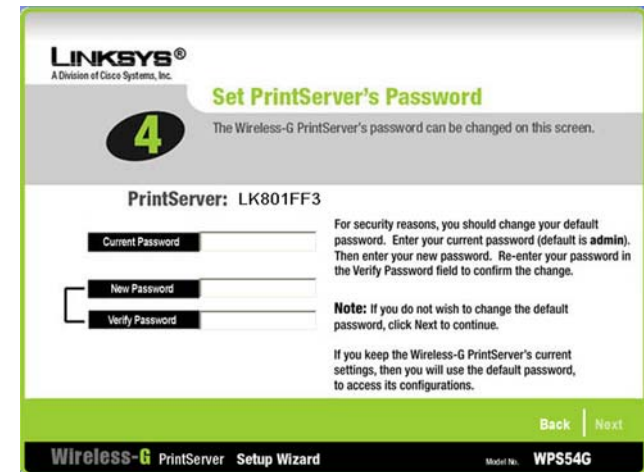 LINKSYS®
A Division of Cisco Systems, Inc.
Set PrintServer's Password
4
The Wireless-G PrintServer's password can be changed on this screen.
PrintServer: LK801FF3
Current Password
New Password
Verify Password
For security reasons, you should change your default
password. Enter your current password (default is admin).
Then enter your new password. Re-enter your password in
the Verify Password field to confirm the change.
Note: If you do not wish to change the default
password, click Next to continue.
If you keep the Wireless-G PrintServer's current
settings, then you will use the default password,
to access its configurations.
Back Next
Wireless-G PrintServer Setup Wizard Model No. WPS54G